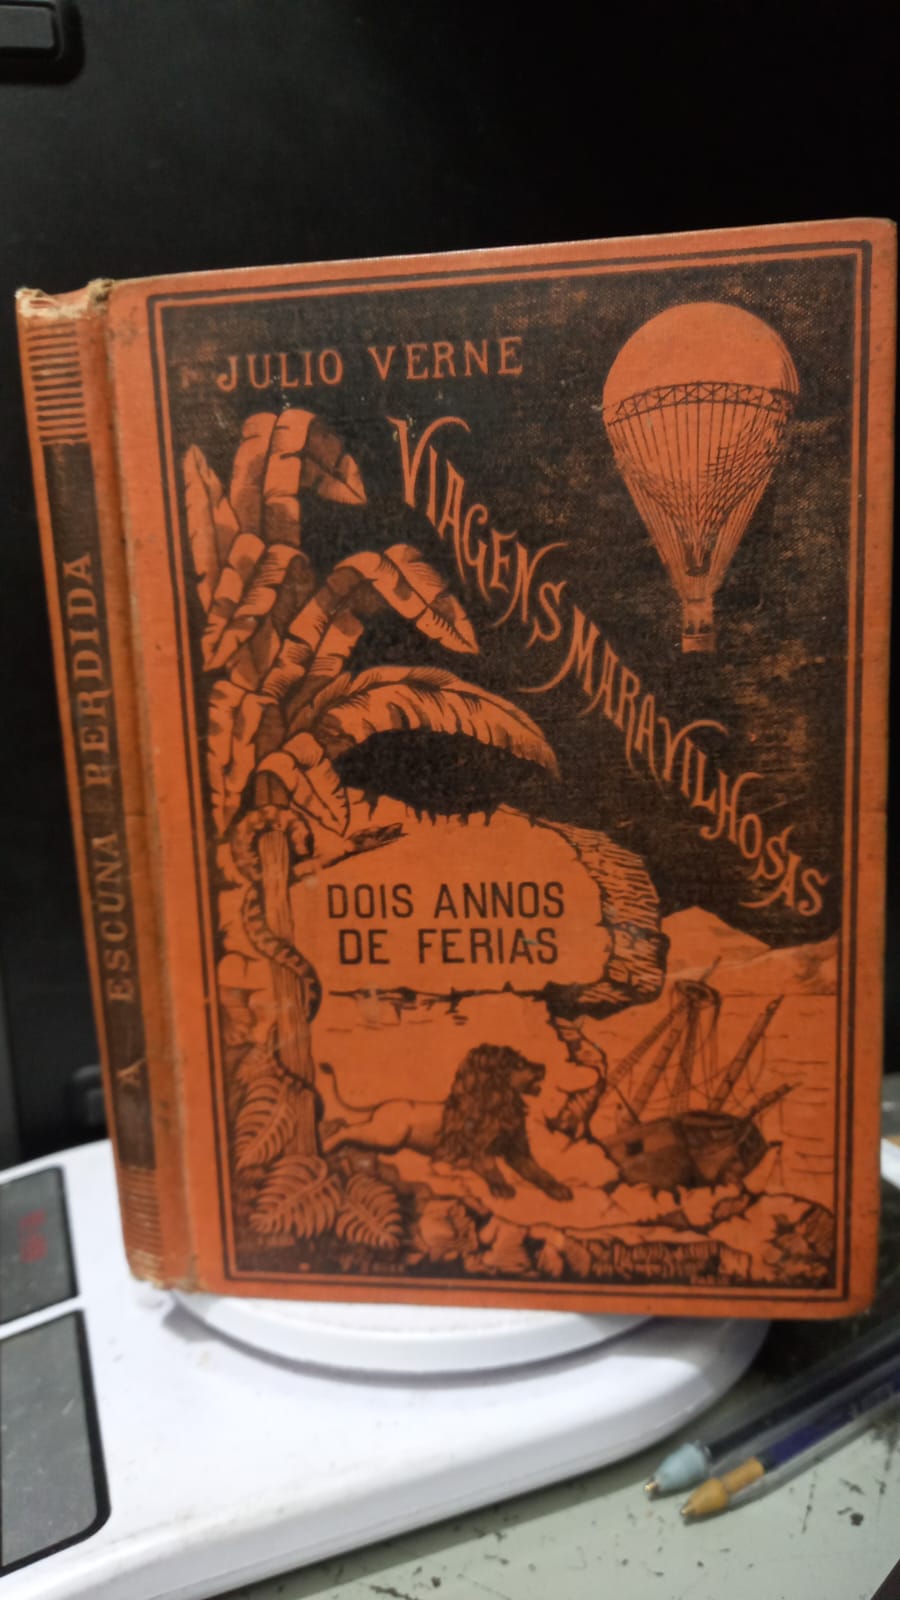 JULIO VERNE
VIAGENS MARAVILHOSAS
DOIS ANNOS
DE FERIAS
A ESCUNA PERDIDA